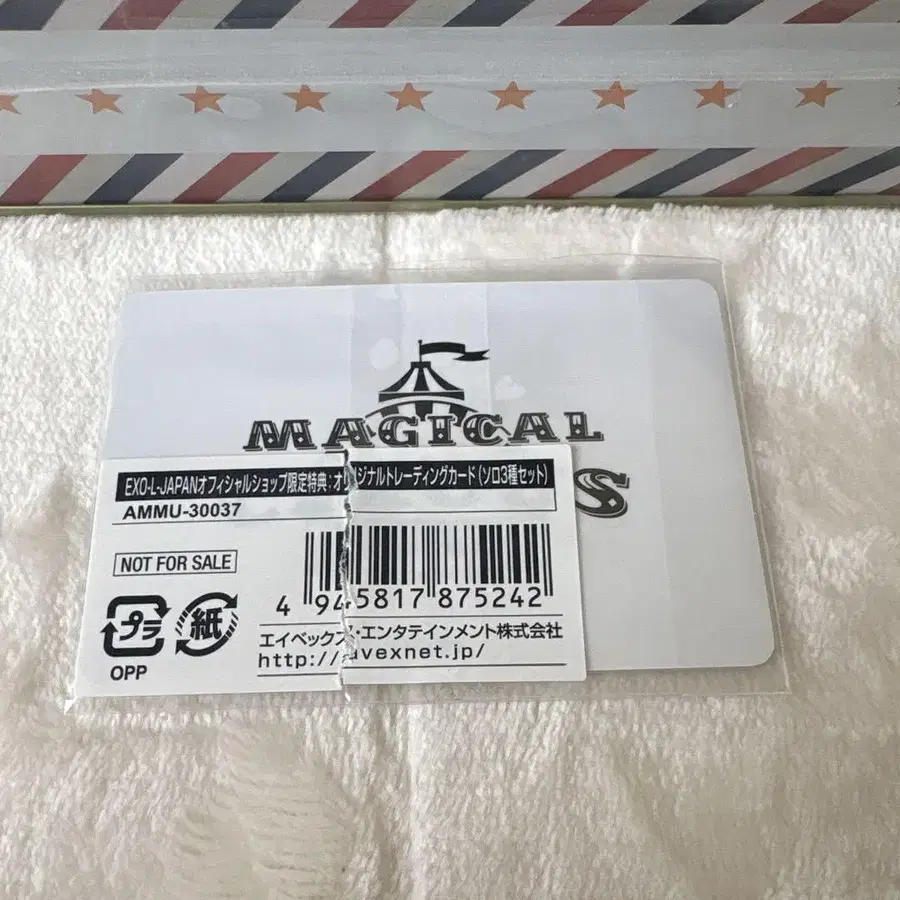 MAGICAL
S
EXO-L-JAPANオフィシャルショップ限定特典:オリジナルトレーディングカード(ソロ3種セット)
AMMU-30037
NOT FOR SALE
4 945817 875242
プラ 紙
エイベックス・エンタテインメント株式会社
OPP
http://avexnet.jp/